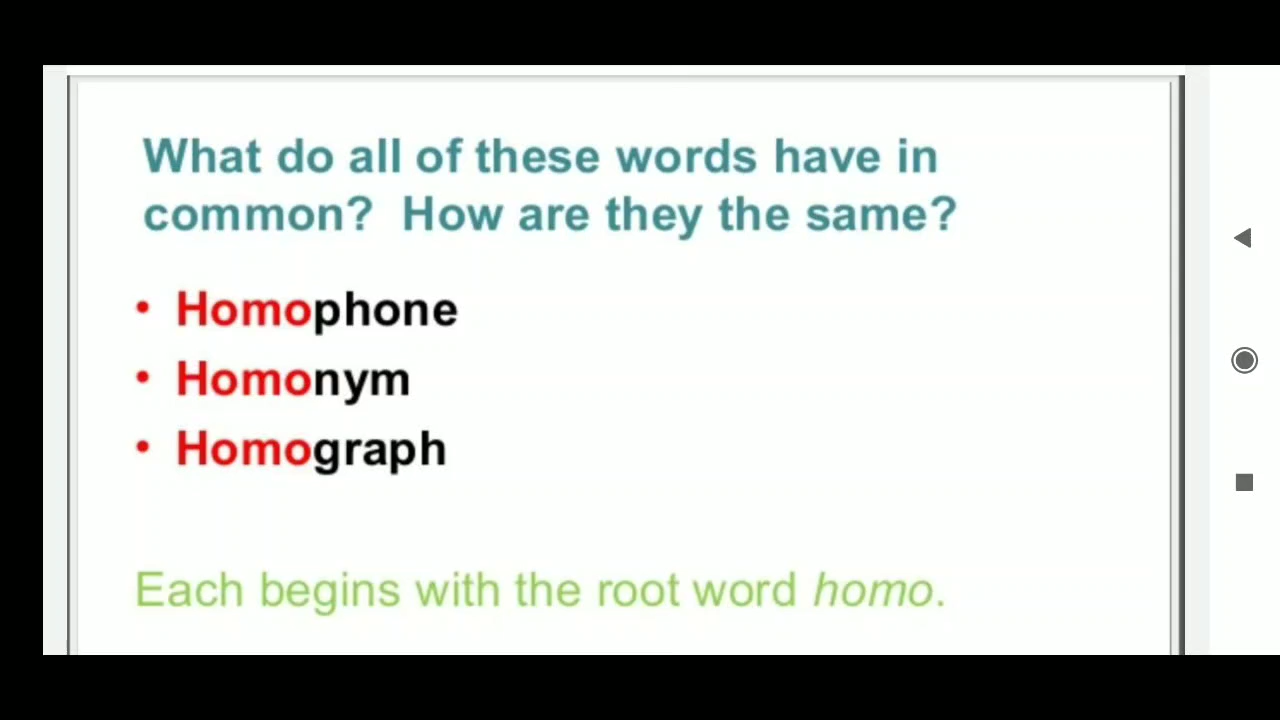 What do all of these words have in
common? How are they the same?
• Homophone
• Homonym
• Homograph
Each begins with the root word homo.